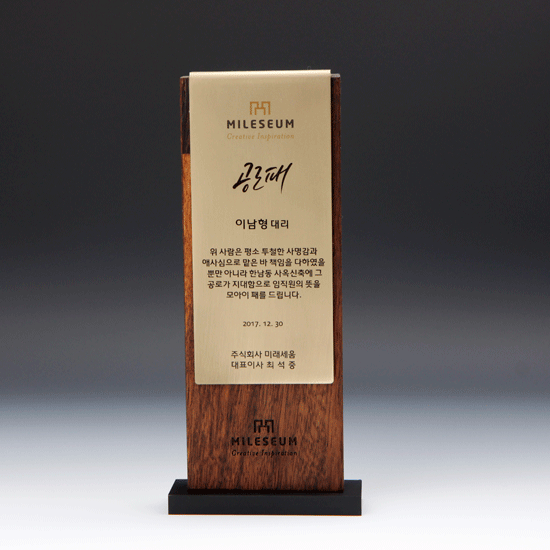 MILESEUM
Creative Inspiration
공로패
이남형 대리
위 사람은 평소 투철한 사명감과
애사심으로 맡은 바 책임을 다하였을
뿐만 아니라 한남동 사옥신축에 그
공로가 지대함으로 임직원의 뜻을
모아이 패를 드립니다.
2017. 12. 30
주식회사 미래세움
대표이사 최 석 중
MILESEUM
Creative Inspiration